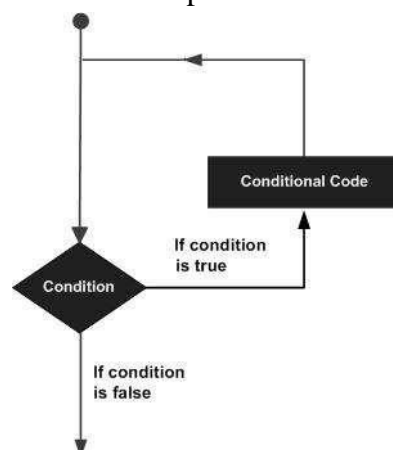 Conditional Code
If condition
is true
Condition
If condition
is false